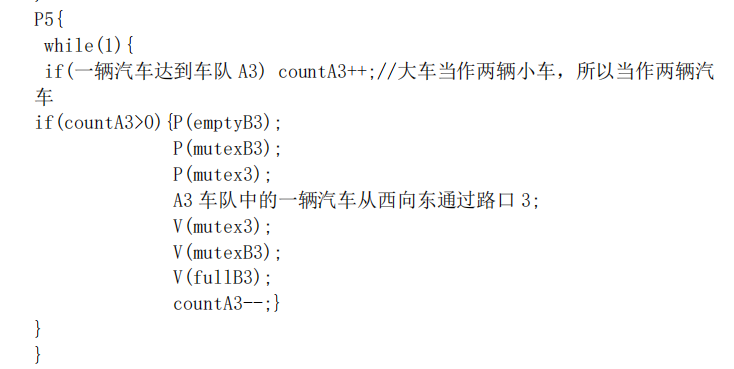 P5{
while(1){
if(一辆汽车达到车队 A3) countA3++;//大车当作两辆小车，所以当作两辆汽
车
if(countA3>0){P(emptyB3);
P(mutexB3);
P(mutex3);
A3 车队中的一辆汽车从西向东通过路口 3;
V(mutex3);
V(mutexB3);
V(fullB3);
countA3--;}
}
}